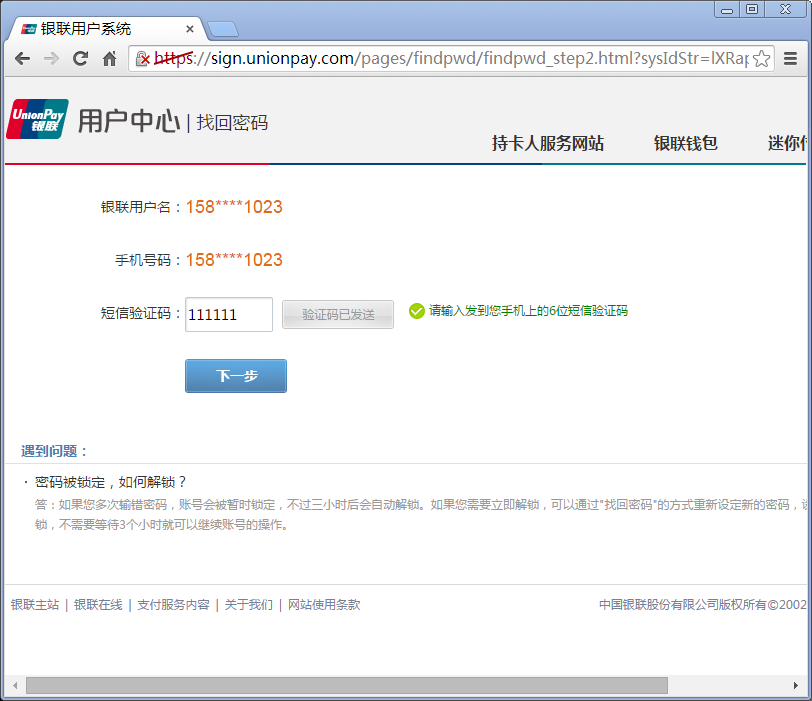 银联用户系统
https://sign.unionpay.com/pages/findpwd/findpwd_step2.html?sysIdStr=lXRap
UnionPay
银联
用户中心 | 找回密码
持卡人服务网站 银联钱包 迷你付
银联用户名：158****1023
手机号码：158****1023
短信验证码：111111 验证码已发送 请输入发到您手机上的6位短信验证码
下一步
遇到问题：
· 密码被锁定，如何解锁？
答：如果您多次输错密码，账号会被暂时锁定，不过三小时后会自动解锁。如果您需要立即解锁，可以通过"找回密码"的方式重新设定新的密码，
锁，不需要等待3个小时就可以继续账号的操作。
银联主站 | 银联在线 | 支付服务内容 | 关于我们 | 网站使用条款 中国银联股份有限公司版权所有©2002